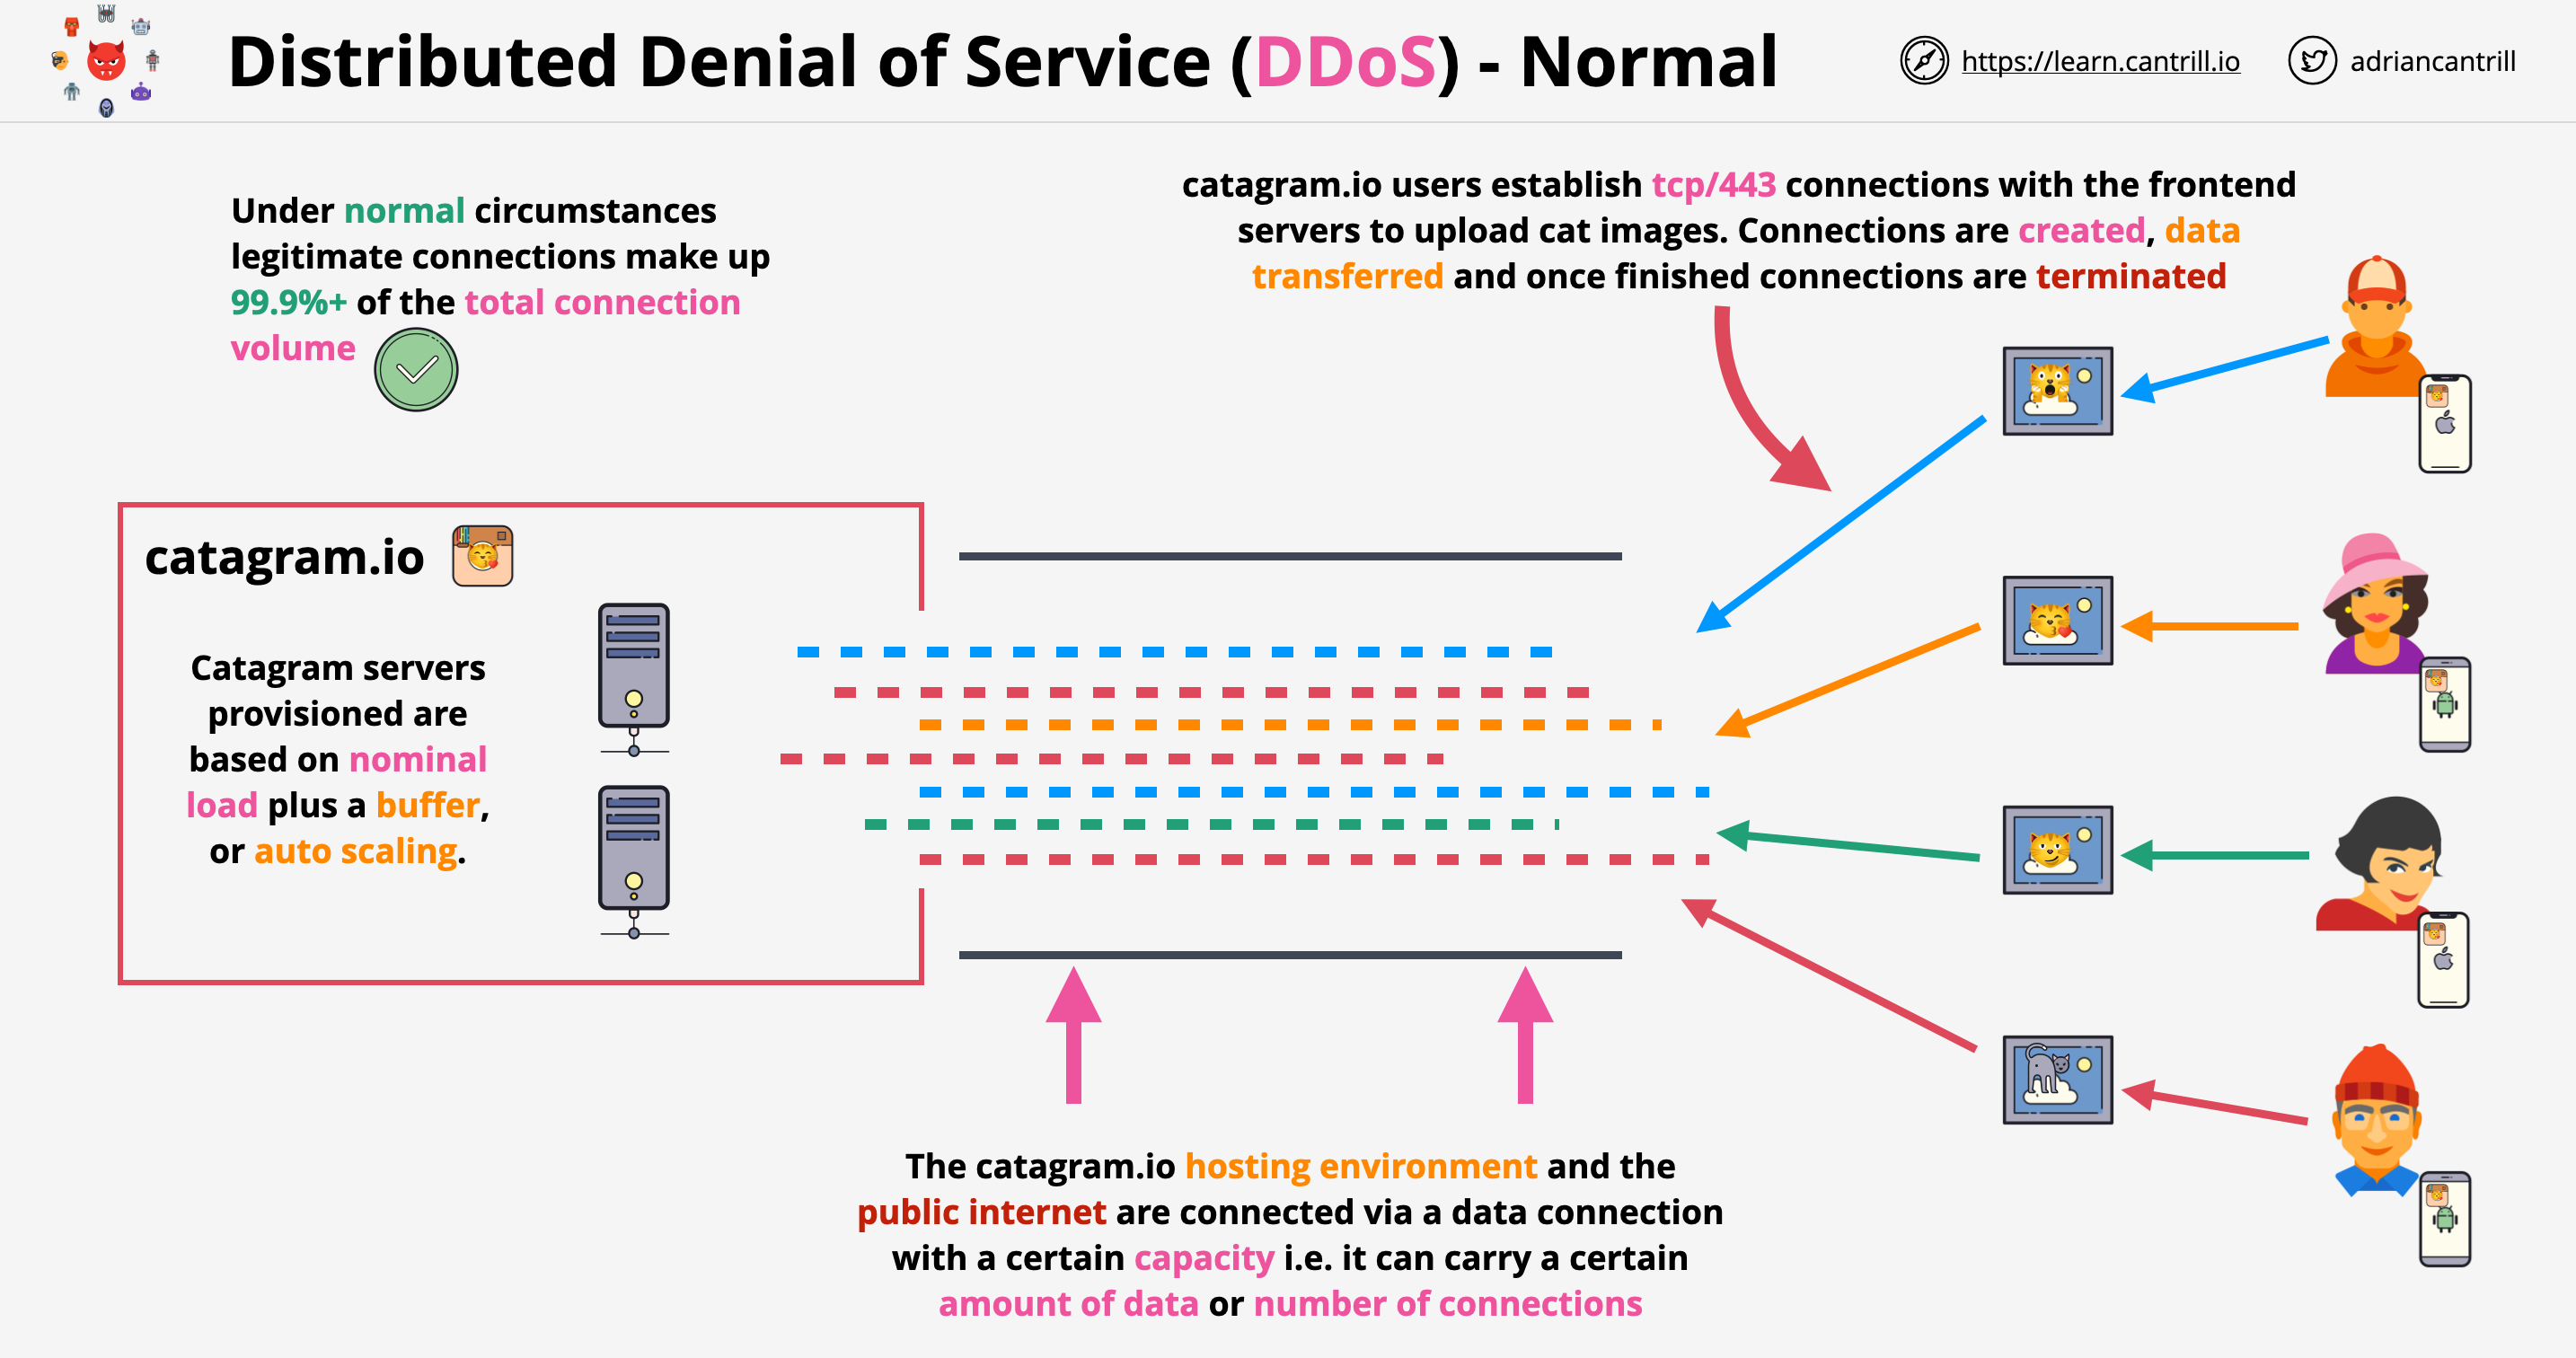 Distributed Denial of Service (DDoS) - Normal
https://learn.cantrill.io
adriancantrill
Under normal circumstances
legitimate connections make up
99.9%+ of the total connection
volume
catagram.io users establish tcp/443 connections with the frontend
servers to upload cat images. Connections are created, data
transferred and once finished connections are terminated
catagram.io
Catagram servers
provisioned are
based on nominal
load plus a buffer,
or auto scaling.
The catagram.io hosting environment and the
public internet are connected via a data connection
with a certain capacity i.e. it can carry a certain
amount of data or number of connections